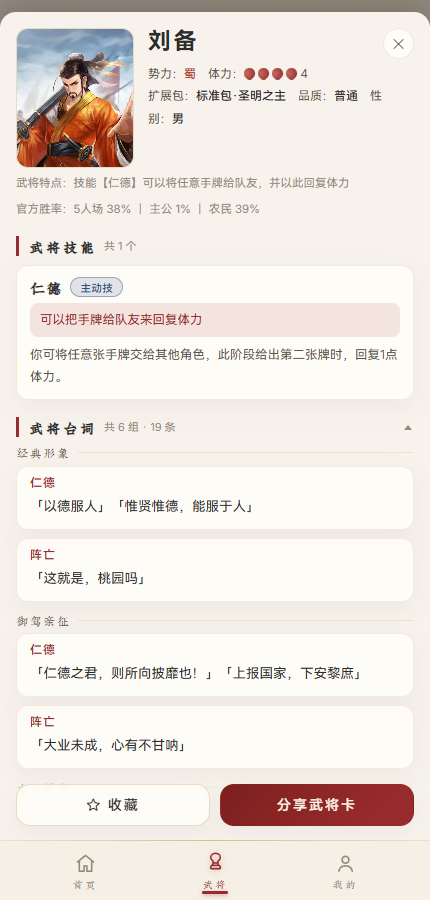 刘备
势力：蜀 体力：4
扩展包：标准包·圣明之主 品质：普通 性
别：男
武将特点：技能【仁德】可以将任意手牌给队友，并以此回复体力
官方胜率：5人场 38% | 主公 1% | 农民 39%
武将技能 共 1 个
仁德 主动技
可以把手牌给队友来回复体力
你可将任意张手牌交给其他角色，此阶段给出第二张牌时，回复1点
体力。
武将台词 共 6 组 · 19 条
经典形象
仁德
「以德服人」「惟贤惟德，能服于人」
阵亡
「这就是，桃园吗」
御驾亲征
仁德
「仁德之君，则所向披靡也！」「上报国家，下安黎庶」
阵亡
「大业未成，心有不甘呐」
收藏 分享武将卡
首页 武将 我的